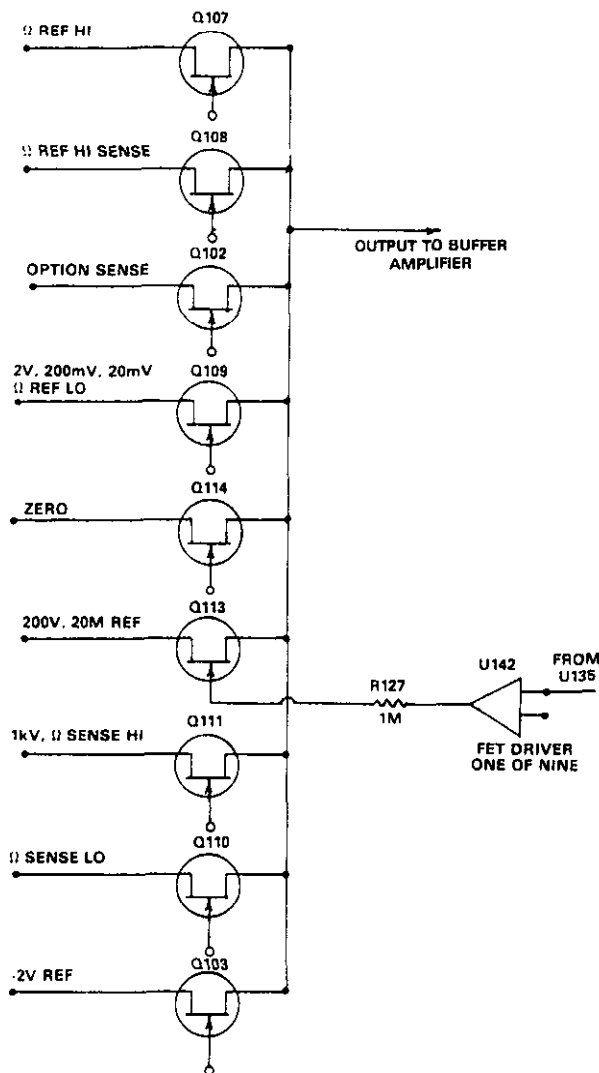 Q107
Ω REF HI
Q108
Ω REF HI SENSE
OUTPUT TO BUFFER
AMPLIFIER
Q102
OPTION SENSE
Q109
2V, 200mV, 20mV
Ω REF LO
Q114
ZERO
Q113
200V, 20M REF
U142
FROM
U135
R127
1M
FET DRIVER
ONE OF NINE
Q111
1kV, Ω SENSE HI
Q110
Ω SENSE LO
Q103
-2V REF